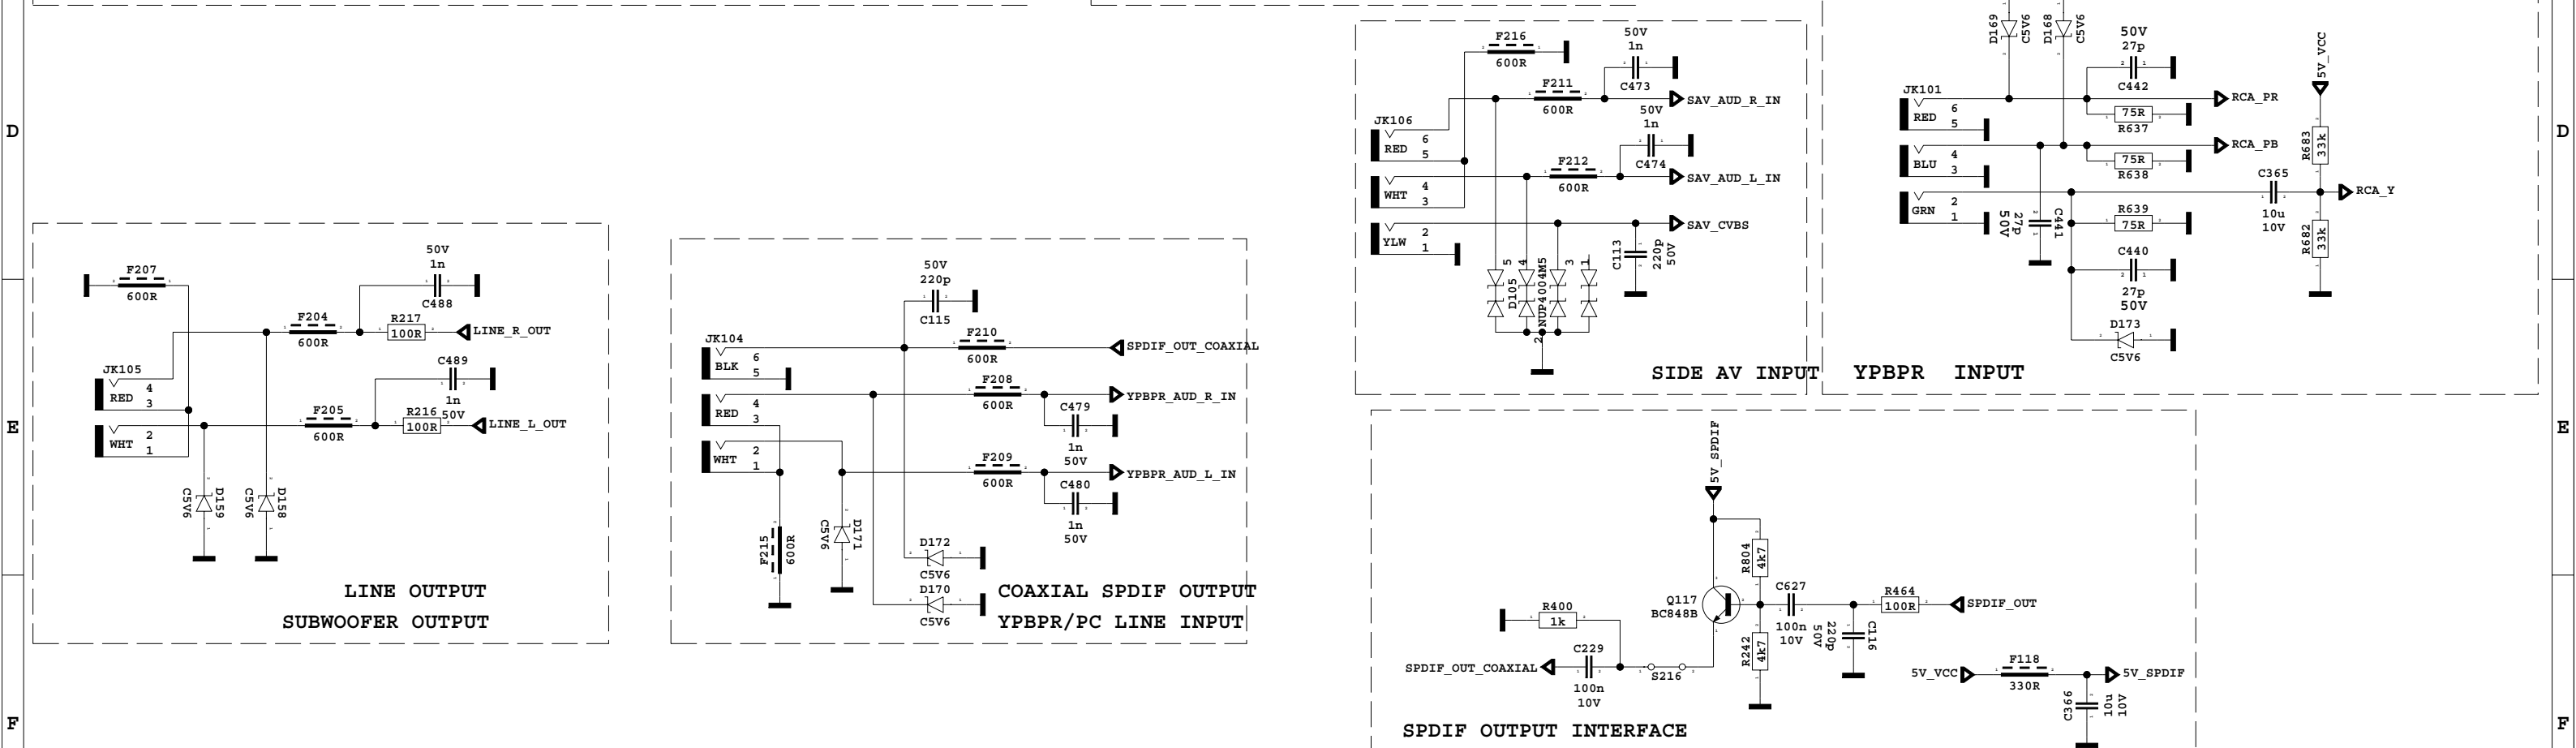 D
E
F
F207
600R
50V
1n
C488
F204
600R
R217
100R
LINE_R_OUT
C489
1n
50V
JK105
4
RED
3
2
WHT
1
F205
600R
R216
100R
LINE_L_OUT
C5V6
D159
C5V6
D158
LINE OUTPUT
SUBWOOFER OUTPUT
50V
220p
C115
JK104
6
BLK
5
F210
600R
SPDIF_OUT_COAXIAL
4
RED
3
F208
600R
YPBPR_AUD_R_IN
C479
1n
50V
2
WHT
1
F209
600R
YPBPR_AUD_L_IN
C480
1n
50V
F215
600R
C5V6
D171
D172
C5V6
D170
C5V6
COAXIAL SPDIF OUTPUT
YPBPR/PC LINE INPUT
F216
600R
50V
1n
C473
F211
600R
SAV_AUD_R_IN
50V
1n
C474
JK106
6
RED
5
F212
600R
SAV_AUD_L_IN
4
WHT
3
SAV_CVBS
2
YLW
1
C113
220p
50V
5
4
3
1
D105
NUP4004M5
2
SIDE AV INPUT
D169
C5V6
D168
C5V6
50V
27p
C442
RCA_PR
75R
R637
JK101
6
RED
5
RCA_PB
75R
R638
4
BLU
3
2
GRN
1
50V
27p
C441
R639
75R
C440
27p
50V
D173
C5V6
5V_VCC
R683
33k
C365
10u
10V
RCA_Y
R682
33k
YPBPR INPUT
5V_SPDIF
R804
4k7
Q117
BC848B
C627
100n
10V
R464
100R
SPDIF_OUT
220p
50V
C116
R242
4k7
R400
1k
C229
100n
10V
SPDIF_OUT_COAXIAL
S216
5V_VCC
F118
330R
5V_SPDIF
C366
10u
10V
SPDIF OUTPUT INTERFACE
D
E
F